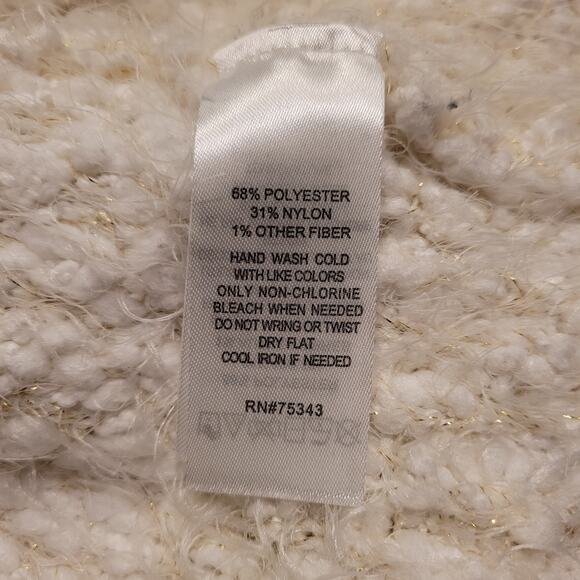 68% POLYESTER
31% NYLON
1% OTHER FIBER
HAND WASH COLD
WITH LIKE COLORS
ONLY NON-CHLORINE
BLEACH WHEN NEEDED
DO NOT WRING OR TWIST
DRY FLAT
COOL IRON IF NEEDED
RN#75343